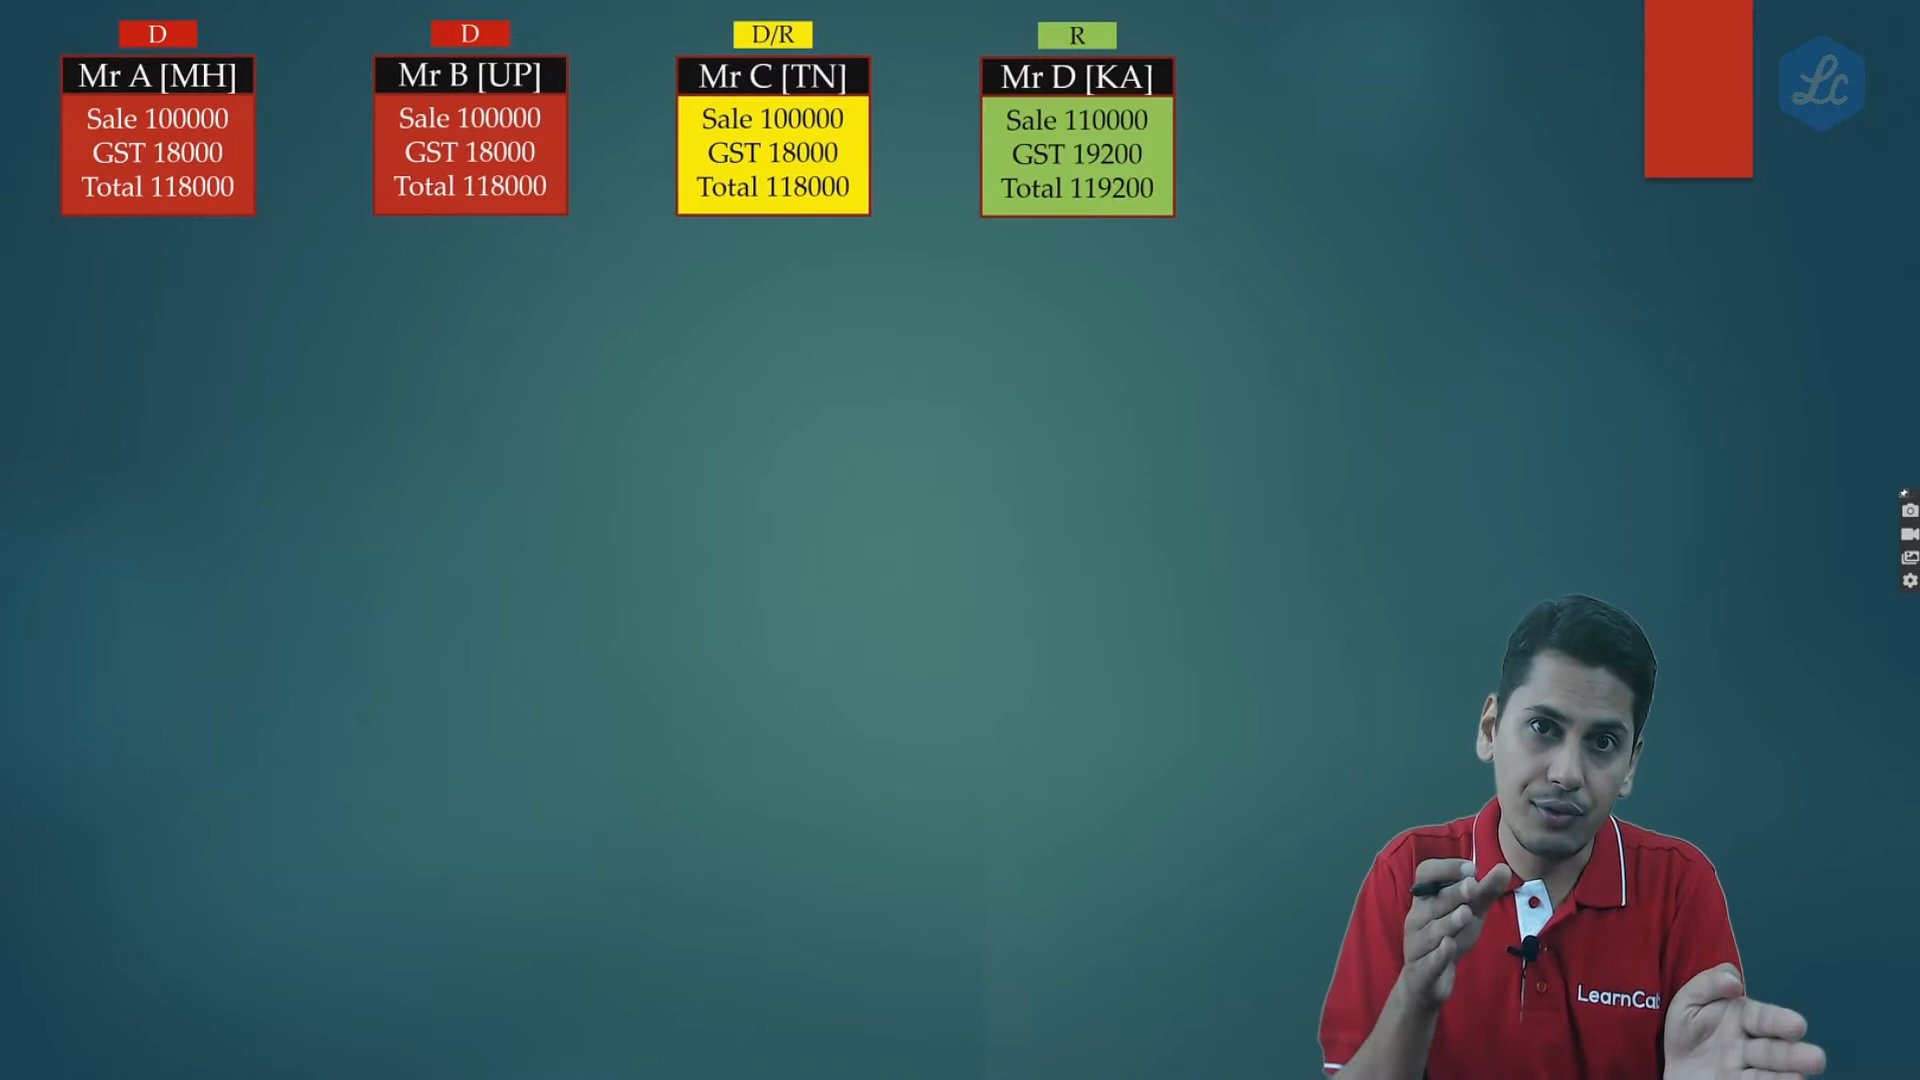 D
Mr A [MH]
Sale 100000
GST 18000
Total 118000
D
Mr B [UP]
Sale 100000
GST 18000
Total 118000
D/R
Mr C [TN]
Sale 100000
GST 18000
Total 118000
R
Mr D [KA]
Sale 110000
GST 19200
Total 119200
Lc
LearnCab